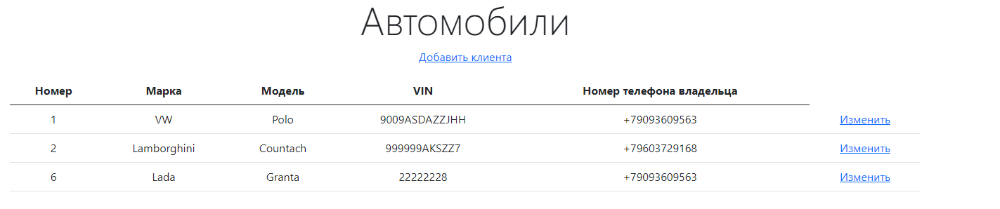 Автомобили
Добавить клиента
Номер Марка Модель VIN Номер телефона владельца
1 VW Polo 9009ASDAZZJHH +79093609563 Изменить
2 Lamborghini Countach 999999AKSZZ7 +79603729168 Изменить
6 Lada Granta 22222228 +79093609563 Изменить